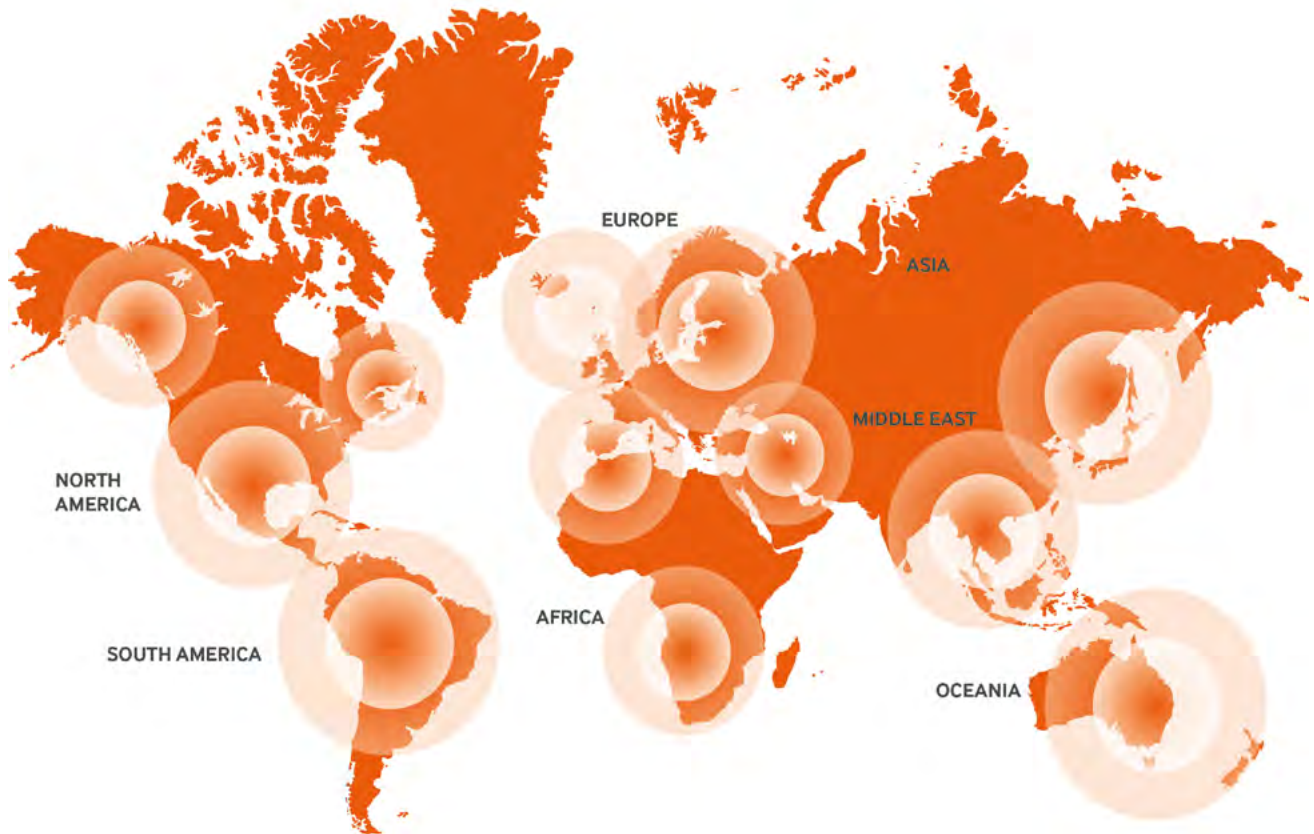 EUROPE
ASIA
MIDDLE EAST
NORTH
AMERICA
AFRICA
SOUTH AMERICA
OCEANIA